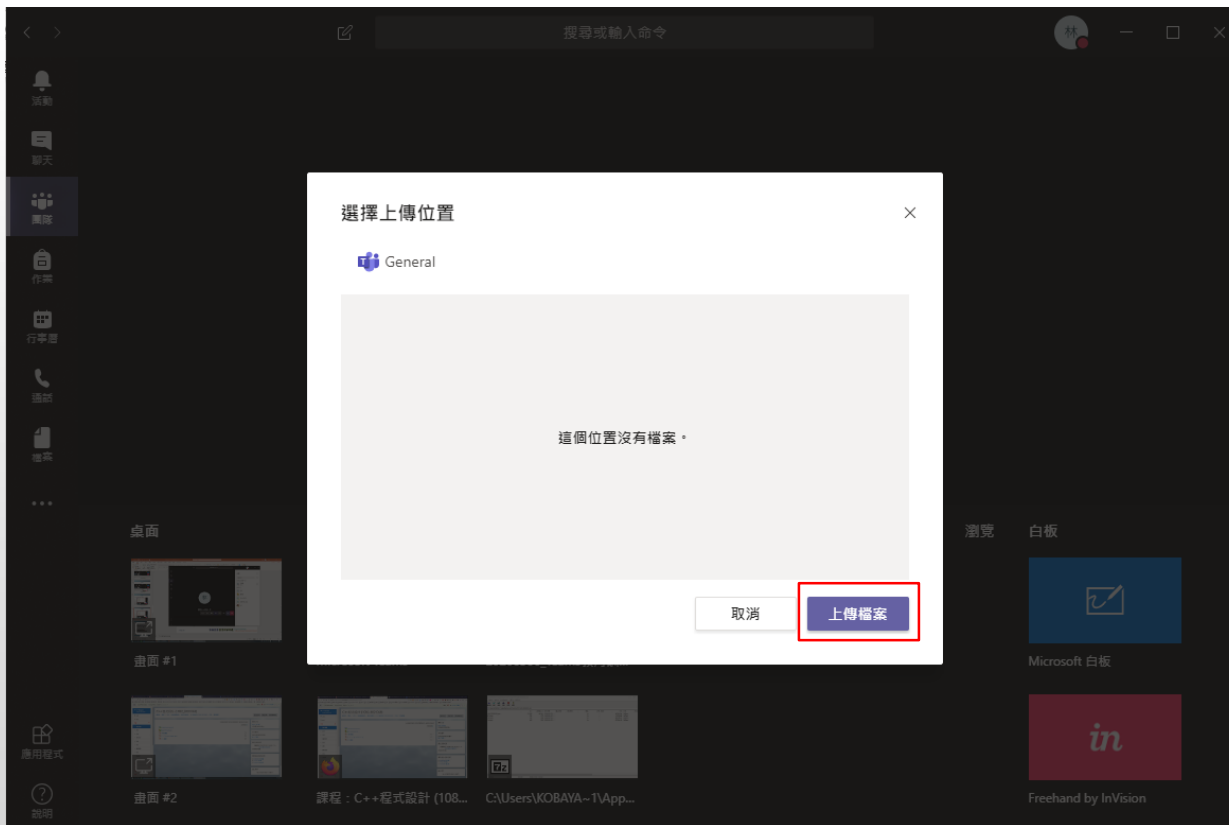 搜尋或輸入命令
林
活動
聊天
團隊
作業
行事曆
通話
檔案
應用程式
說明
選擇上傳位置
General
這個位置沒有檔案。
取消
上傳檔案
桌面
瀏覽
白板
畫面 #1
Microsoft 白板
in
畫面 #2
課程：C++程式設計 (108...
C:\Users\KOBAYA~1\App...
Freehand by InVision